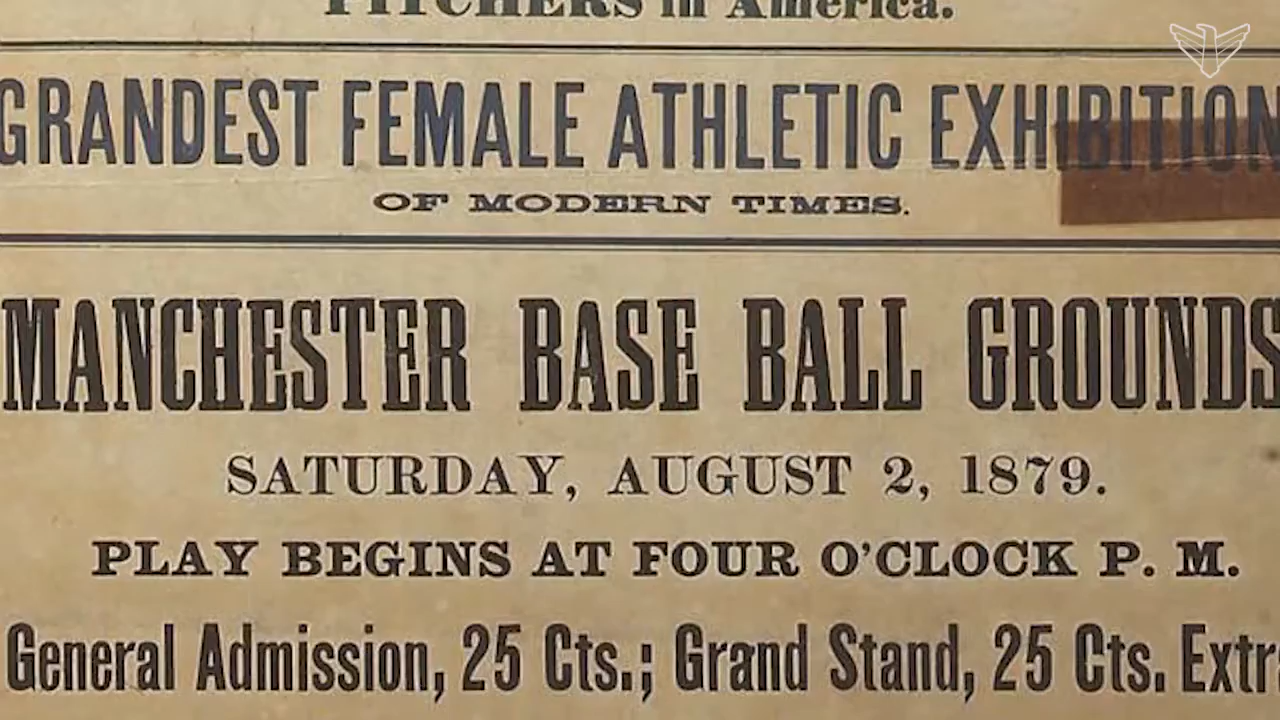 PITCHERS in America.
GRANDEST FEMALE ATHLETIC EXHIBITION
OF MODERN TIMES.
MANCHESTER BASE BALL GROUNDS
SATURDAY, AUGUST 2, 1879.
PLAY BEGINS AT FOUR O'CLOCK P. M.
General Admission, 25 Cts.; Grand Stand, 25 Cts. Extra